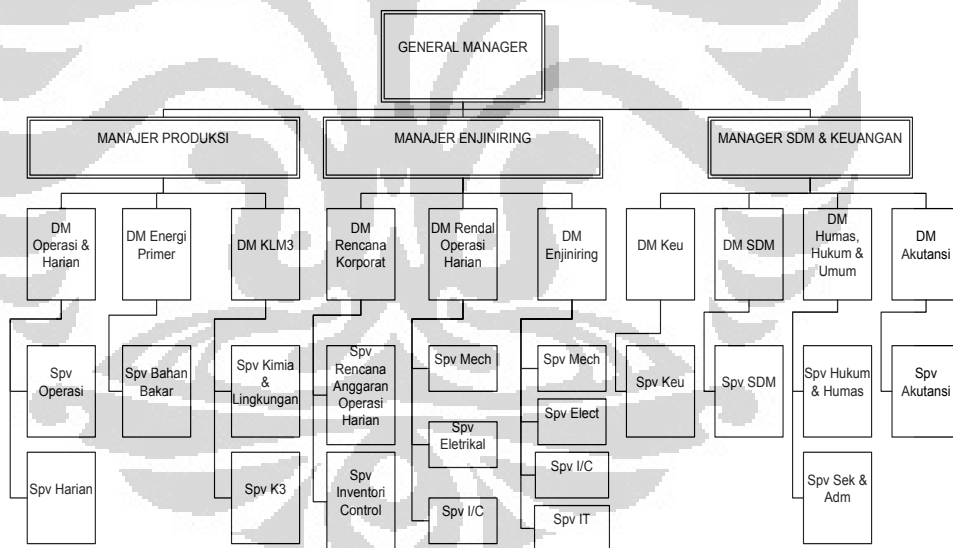 GENERAL MANAGER
MANAJER PRODUKSI
MANAJER ENJINIRING
MANAGER SDM & KEUANGAN
DM
Operasi &
Harian
DM Energi
Primer
DM KLM3
DM
Rencana
Korporat
DM Rendal
Operasi
Harian
DM
Enjiniring
DM Keu
DM SDM
DM
Humas,
Hukum &
Umum
DM
Akutansi
Spv
Operasi
Spv Bahan
Bakar
Spv Kimia
&
Lingkungan
Spv
Rencana
Anggaran
Operasi
Harian
Spv Mech
Spv Mech
Spv Keu
Spv SDM
Spv Hukum
& Humas
Spv
Akutansi
Spv
Eletrikal
Spv Elect
Spv Harian
Spv K3
Spv
Inventori
Control
Spv I/C
Spv I/C
Spv IT
Spv Sek &
Adm